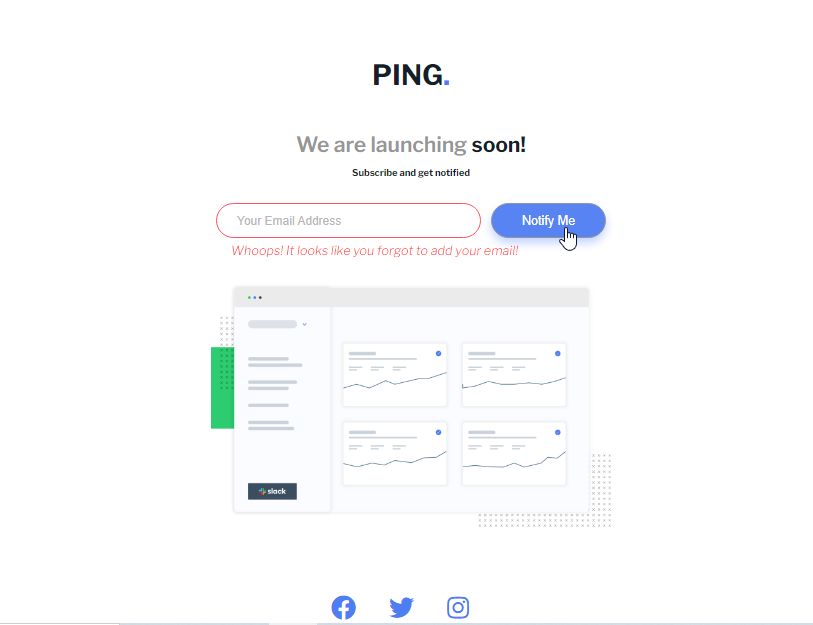 PING.
We are launching soon!
Subscribe and get notified
Your Email Address
Notify Me
Whoops! It looks like you forgot to add your email!
slack